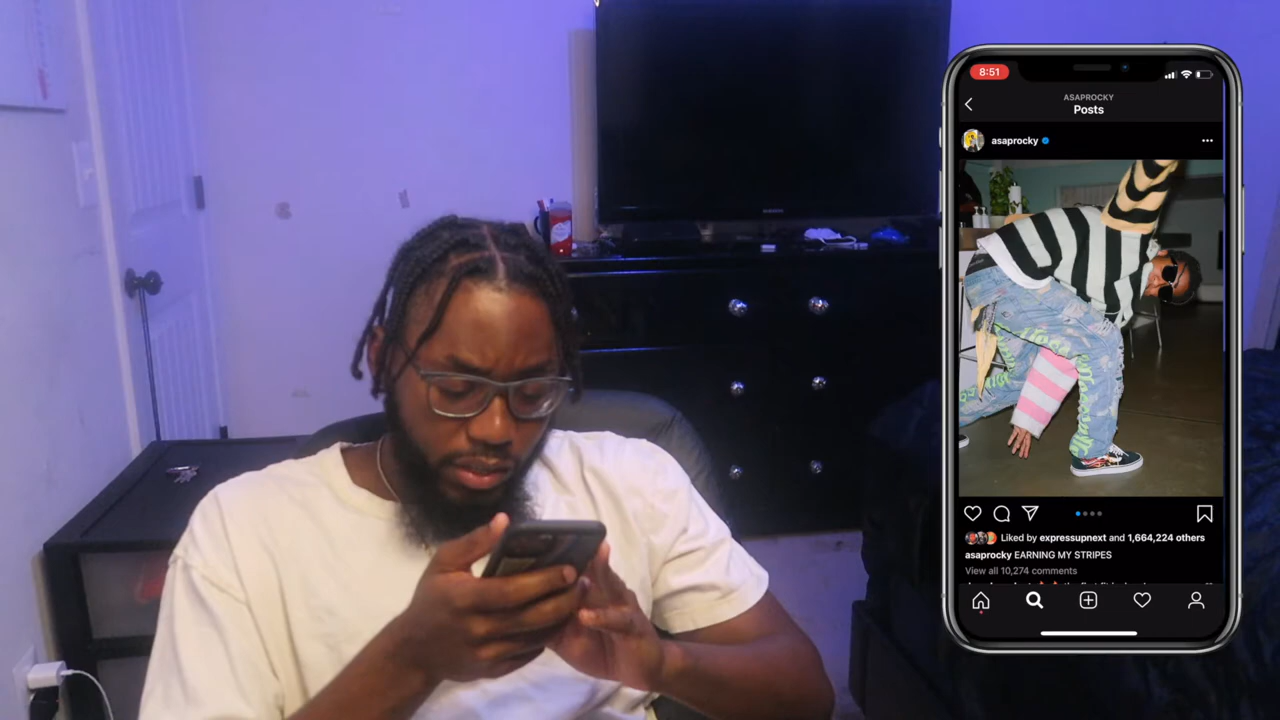 8:51
ASAPROCKY
Posts
asaprocky
Liked by expressupnext and 1,664,224 others
asaprocky EARNING MY STRIPES
View all 10,274 comments